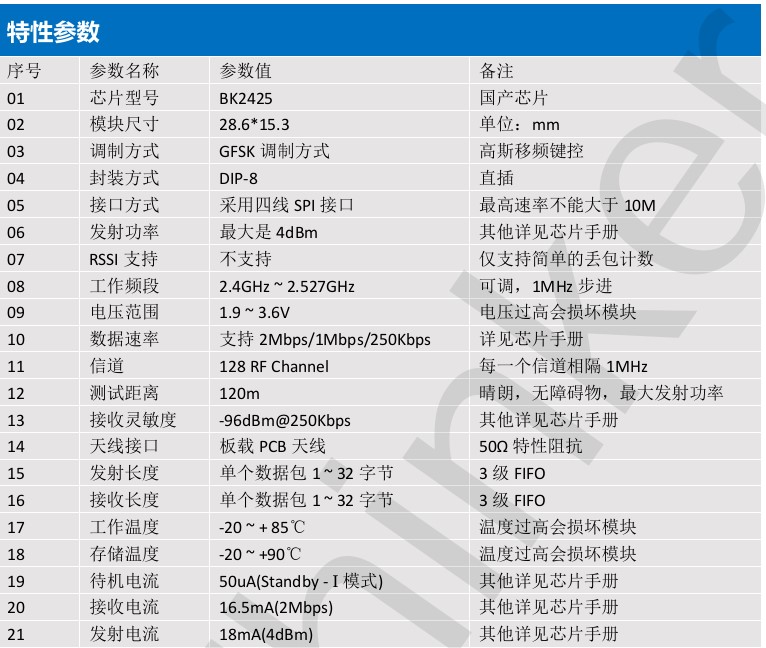 特性参数
序号 参数名称 参数值 备注
01 芯片型号 BK2425 国产芯片
02 模块尺寸 28.6*15.3 单位：mm
03 调制方式 GFSK 调制方式 高斯移频键控
04 封装方式 DIP-8 直插
05 接口方式 采用四线 SPI 接口 最高速率不能大于 10M
06 发射功率 最大是 4dBm 其他详见芯片手册
07 RSSI 支持 不支持 仅支持简单的丢包计数
08 工作频段 2.4GHz ~ 2.527GHz 可调，1MHz 步进
09 电压范围 1.9 ~ 3.6V 电压过高会损坏模块
10 数据速率 支持 2Mbps/1Mbps/250Kbps 详见芯片手册
11 信道 128 RF Channel 每一个信道相隔 1MHz
12 测试距离 120m 晴朗，无障碍物，最大发射功率
13 接收灵敏度 -96dBm@250Kbps 其他详见芯片手册
14 天线接口 板载 PCB 天线 50Ω 特性阻抗
15 发射长度 单个数据包 1 ~ 32 字节 3 级 FIFO
16 接收长度 单个数据包 1 ~ 32 字节 3 级 FIFO
17 工作温度 -20 ~ + 85℃ 温度过高会损坏模块
18 存储温度 -20 ~ +90℃ 温度过高会损坏模块
19 待机电流 50uA(Standby - I 模式) 其他详见芯片手册
20 接收电流 16.5mA(2Mbps) 其他详见芯片手册
21 发射电流 18mA(4dBm) 其他详见芯片手册
hinker